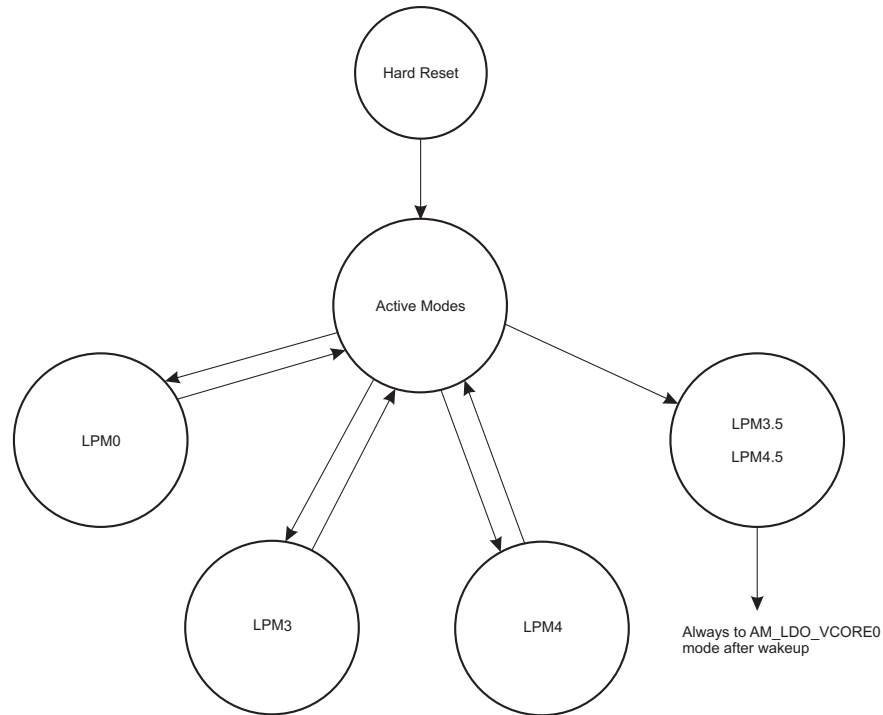 Hard Reset
Active Modes
LPM0
LPM3.5
LPM4.5
LPM3
LPM4
Always to AM_LDO_VCORE0
mode after wakeup